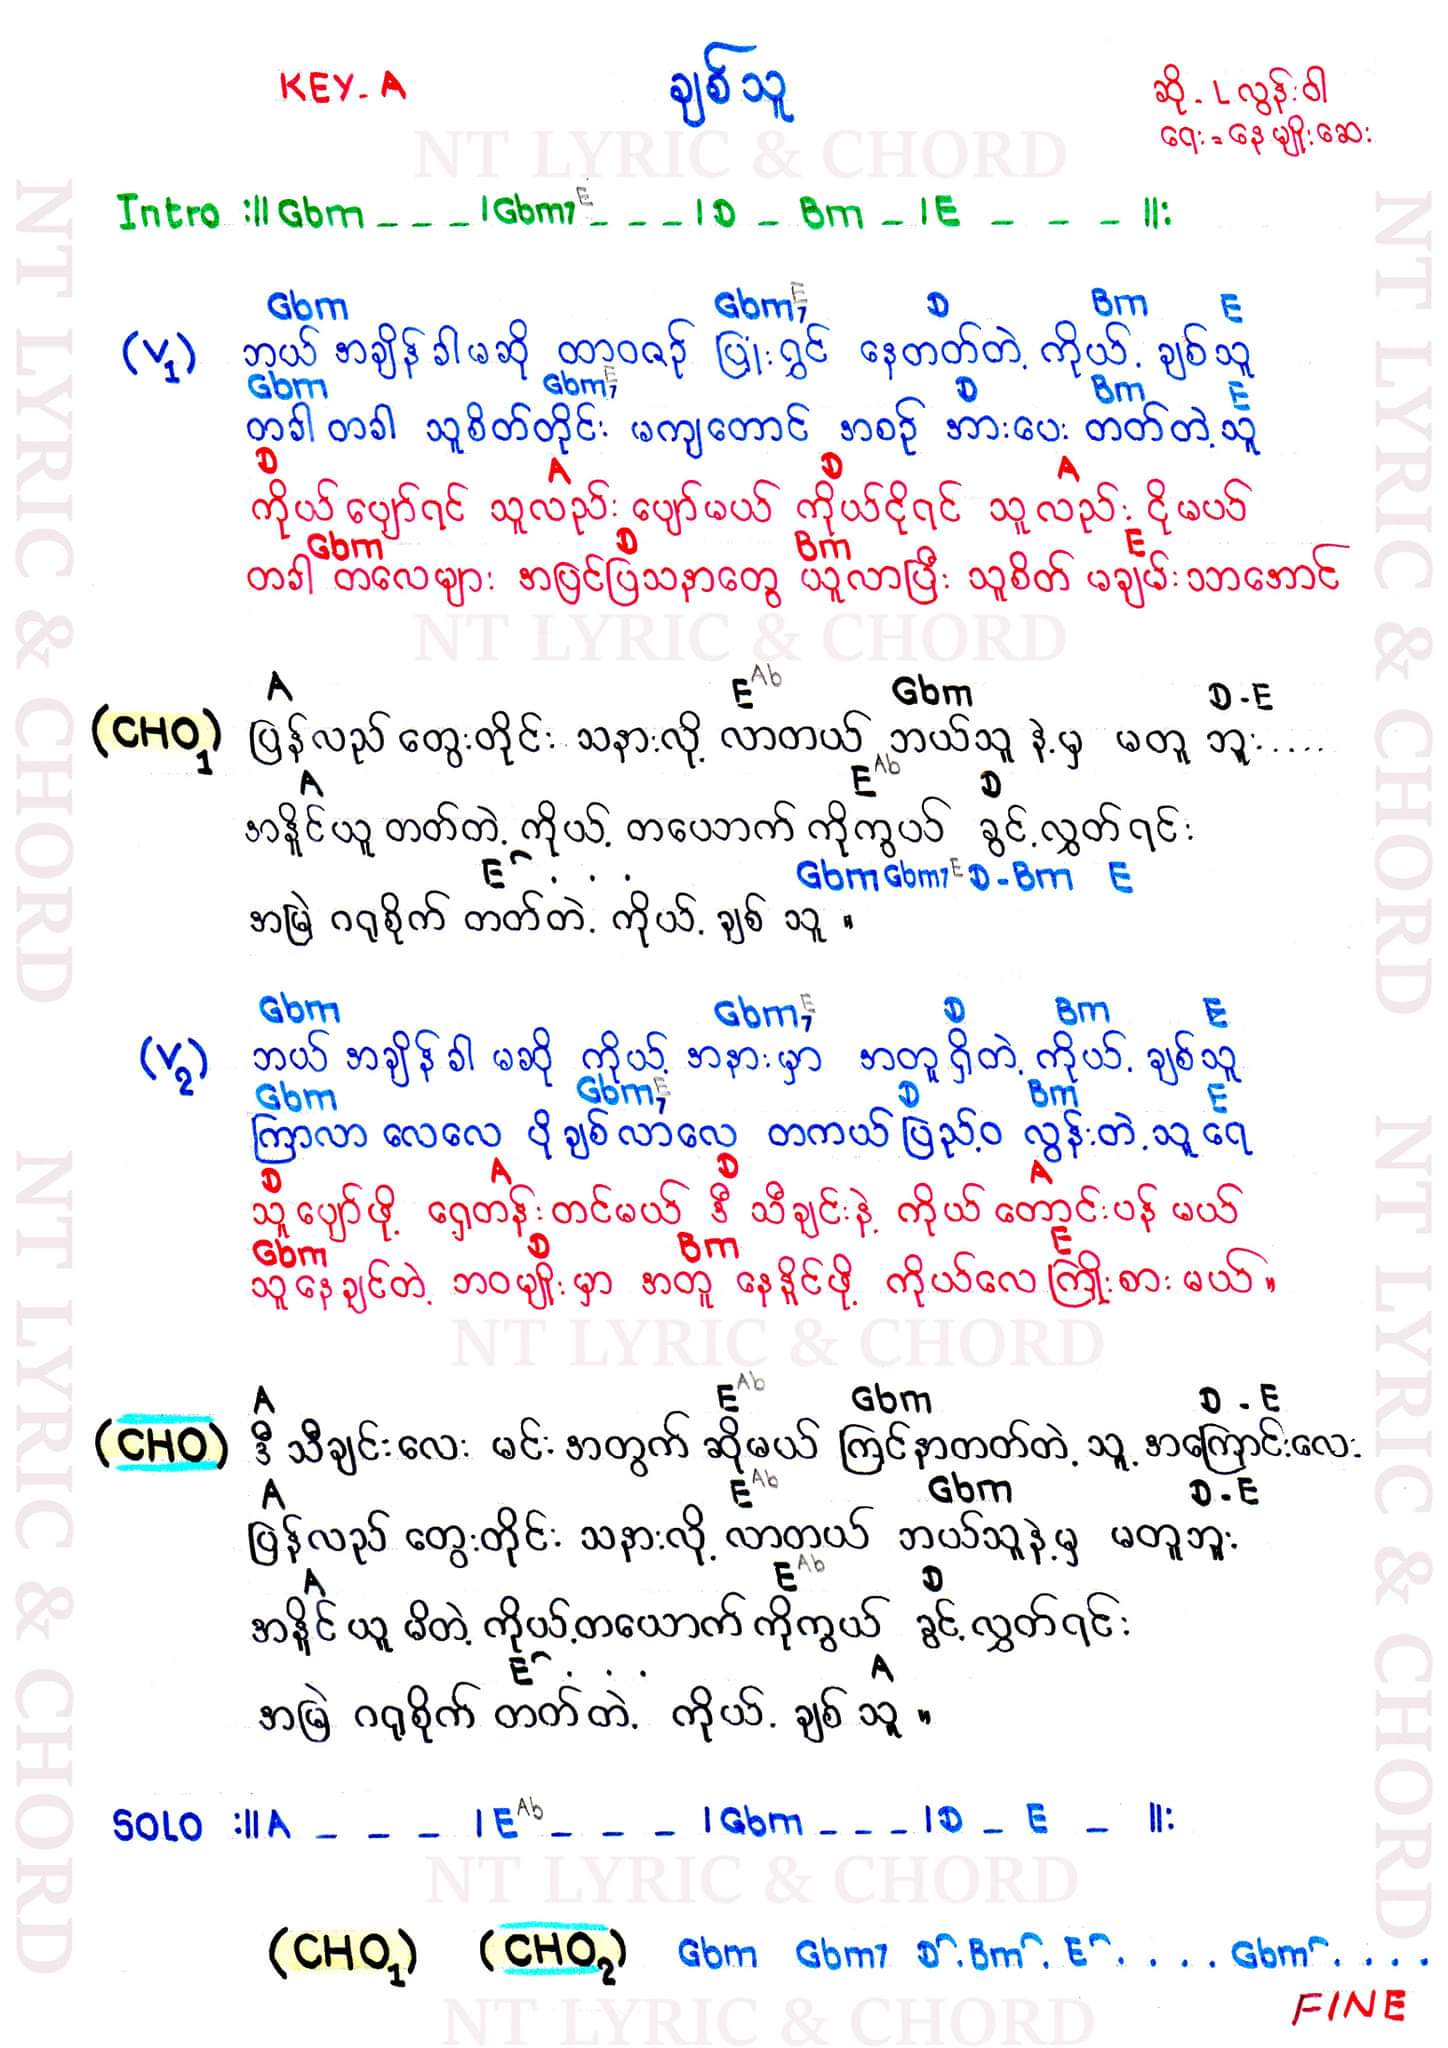 KEY-A
ချစ်သူ
ဆို - L လွန်းဝါ
ရေး = နေမျိုးဆေး
NT LYRIC & CHORD
Intro :|| Gbm _ _ _ | Gbm7 E _ _ _ | D _ Bm _ | E _ _ _ ||:
Gbm Gbm7 E D Bm E
(V1) ဘယ် အချိန်ခါမဆို ထာဝစဉ် ပြုံးရွှင် နေတတ်တဲ့ ကိုယ့် ချစ်သူ
Gbm Gbm7 E D Bm E
တခါတခါ သူစိတ်တိုင်း မကျတောင် အစဉ် အားပေး တတ်တဲ့သူ
D A D A
ကိုယ်ပျော်ရင် သူလည်း ပျော်မယ် ကိုယ်ငိုရင် သူလည်း ငိုမယ်
Gbm D Bm E
တခါ တလေများ အပြင်ပြဿနာတွေ ယူလာပြီး သူစိတ် မချမ်းသာအောင်
NT LYRIC & CHORD
A E Ab Gbm D - E
(CHO1) ပြန်လည် တွေးတိုင်း သနားလို့ လာတယ် ဘယ်သူ နဲ့မှ မတူ ဘူး....
A E Ab D
အနိူင်ယူ တတ်တဲ့ ကိုယ့် တယောက် ကိုကွယ် ခွင့်လွှတ်ရင်း
E . . . Gbm Gbm7 E D - Bm E
အမြဲ ဂရုစိုက် တတ်တဲ့ ကိုယ့် ချစ် သူ ။
Gbm Gbm7 E D Bm E
(V2) ဘယ် အချိန်ခါ မဆို ကိုယ့် အနားမှာ အတူရှိတဲ့ ကိုယ့် ချစ်သူ
Gbm Gbm7 E D Bm E
ကြာလာ လေလေ ပိုချစ်လာလေ တကယ်ပြည့်ဝ လွန်းတဲ့သူ ရေ
D A D A
သူပျော်ဖို့ ရှေ့တန်းတင်မယ် ဒီ သီချင်းနဲ့ ကိုယ်တောင်းပန် မယ်
Gbm D Bm E
သူနေချင်တဲ့ ဘဝမျိုးမှာ အတူ နေနိူင်ဖို့ ကိုယ်လေ ကြိုးစားမယ် ။
NT LYRIC & CHORD
A E Ab Gbm D - E
(CHO) ဒီ သီချင်းလေး မင်း အတွက် ဆိုမယ် ကြင်နာတတ်တဲ့ သူ့ အကြောင်းလေး
A E Ab Gbm D - E
ပြန်လည် တွေးတိုင်း သနားလို့ လာတယ် ဘယ်သူနဲ့မှ မတူဘူး
A E Ab D
အနိူင် ယူ မိတဲ့ ကိုယ့်တယောက် ကိုကွယ် ခွင့်လွှတ်ရင်း
E . . . A
အမြဲ ဂရုစိုက် တတ်တဲ့ ကိုယ့် ချစ် သူ ။
SOLO :|| A _ _ _ | E Ab _ _ _ | Gbm _ _ _ | D _ E _ ||:
NT LYRIC & CHORD
(CHO1) (CHO2) Gbm Gbm7 D . Bm . E . . . . Gbm . . . .
FINE
NT LYRIC & CHORD
NT LYRIC & CHORD
NT LYRIC & CHORD
NT LYRIC & CHORD
NT LYRIC & CHORD